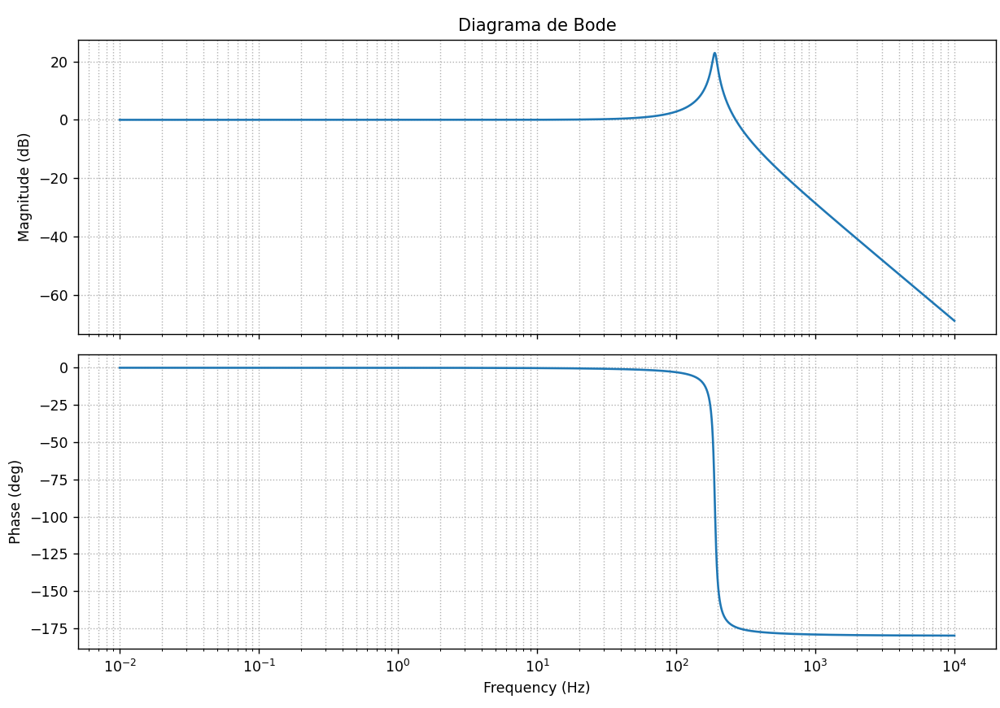 Diagrama de Bode
Magnitude (dB)
20
0
−20
−40
−60
Phase (deg)
0
−25
−50
−75
−100
−125
−150
−175
10⁻² 10⁻¹ 10⁰ 10¹ 10² 10³ 10⁴
Frequency (Hz)